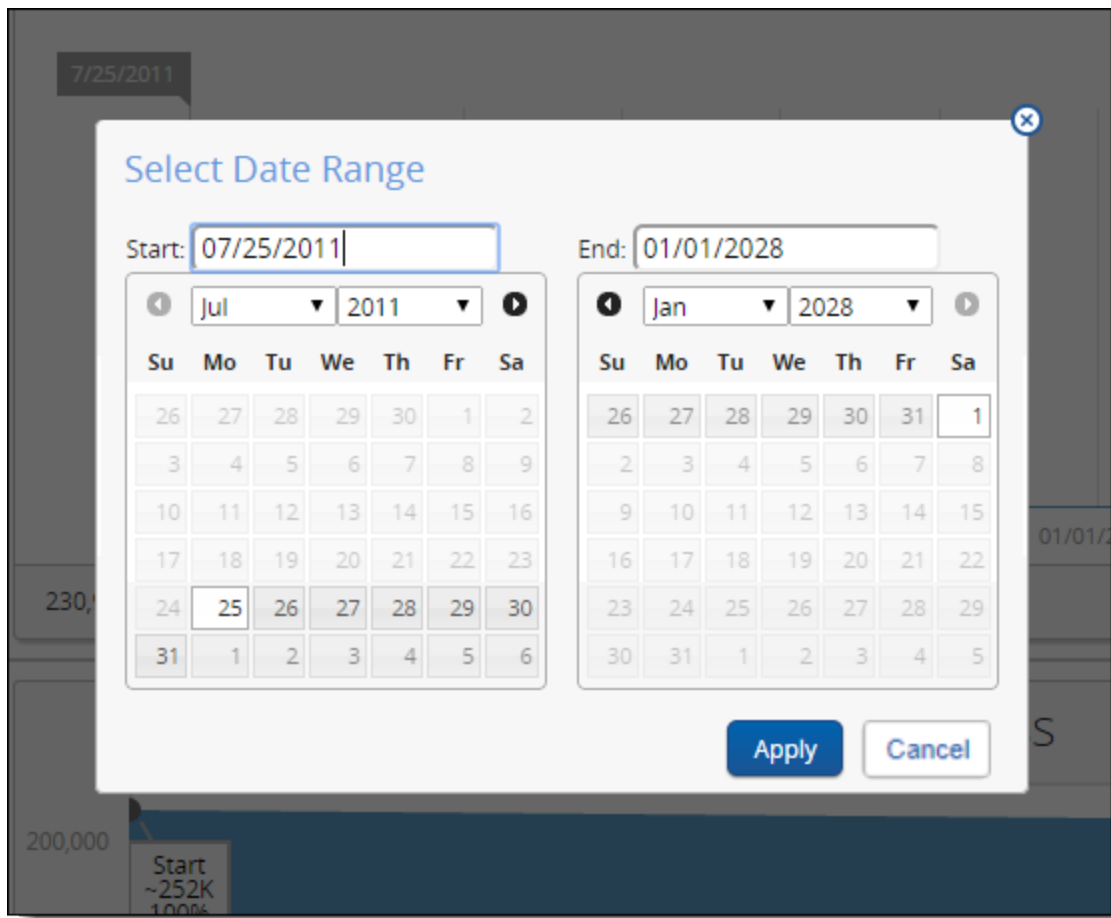 7/25/2011
Select Date Range
Start: 07/25/2011 End: 01/01/2028
Jul 2011 Jan 2028
Su Mo Tu We Th Fr Sa Su Mo Tu We Th Fr Sa
26 27 28 29 30 1 2 26 27 28 29 30 31 1
3 4 5 6 7 8 9 2 3 4 5 6 7 8
10 11 12 13 14 15 16 9 10 11 12 13 14 15
17 18 19 20 21 22 23 16 17 18 19 20 21 22
24 25 26 27 28 29 30 23 24 25 26 27 28 29
31 1 2 3 4 5 6 30 31 1 2 3 4 5
01/01/2
230,
Apply Cancel
S
200,000
Start
~252K
100%